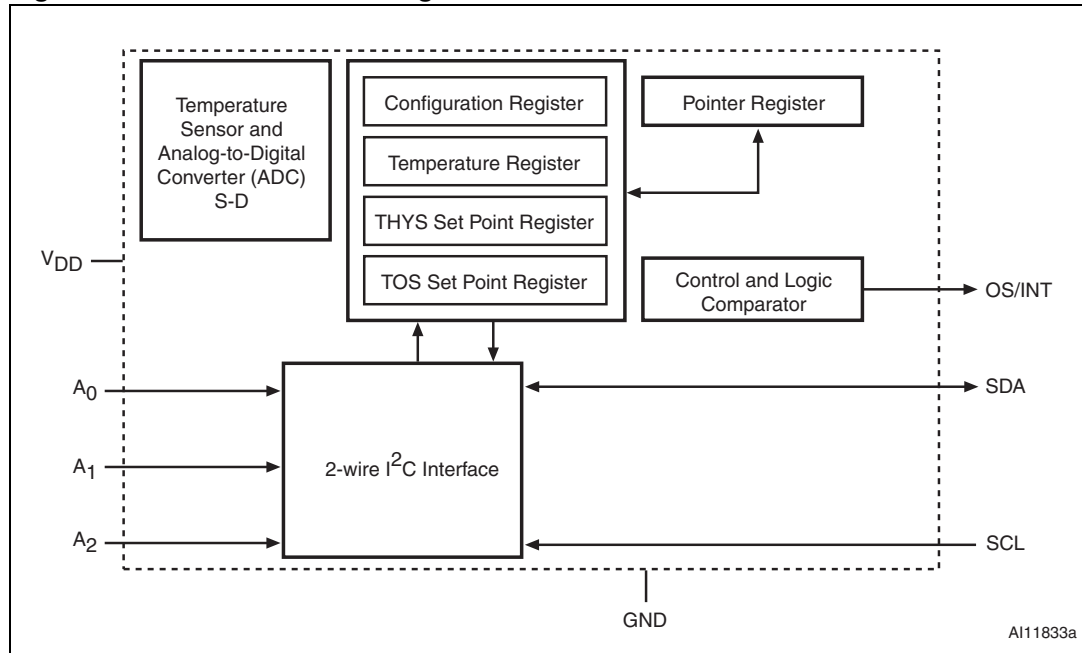 Temperature
Sensor and
Analog-to-Digital
Converter (ADC)
S-D
Configuration Register
Temperature Register
THYS Set Point Register
TOS Set Point Register
Pointer Register
Control and Logic
Comparator
VDD
OS/INT
A0
SDA
A1
2-wire I2C Interface
A2
SCL
GND
AI11833a